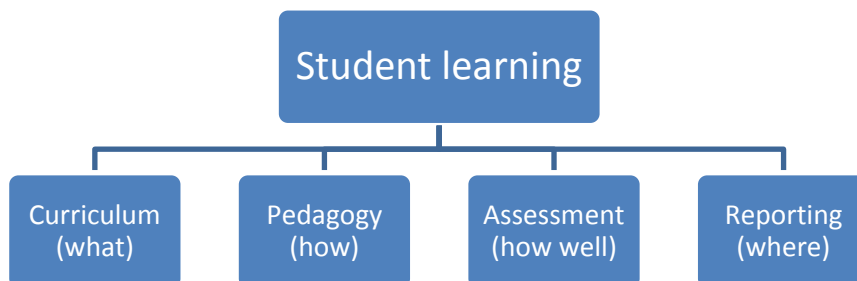 Student learning
Curriculum
(what)
Pedagogy
(how)
Assessment
(how well)
Reporting
(where)